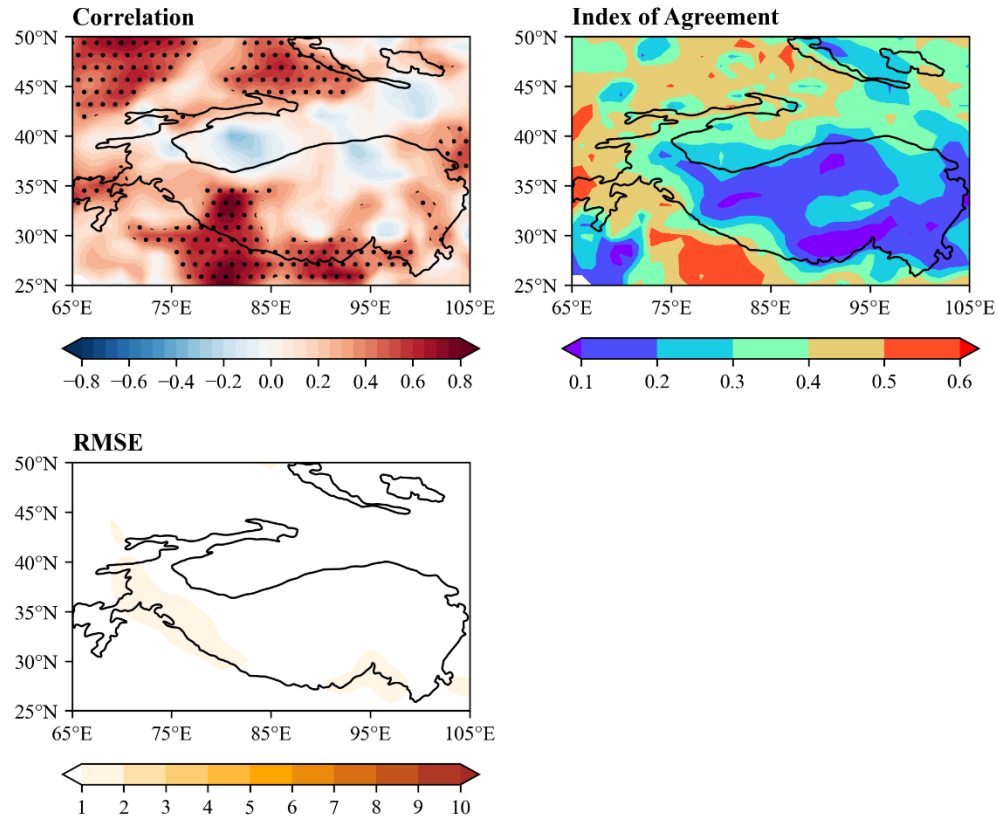 Correlation
50°N
45°N
40°N
35°N
30°N
25°N
65°E 75°E 85°E 95°E 105°E
−0.8 −0.6 −0.4 −0.2 0.0 0.2 0.4 0.6 0.8
Index of Agreement
50°N
45°N
40°N
35°N
30°N
25°N
65°E 75°E 85°E 95°E 105°E
0.1 0.2 0.3 0.4 0.5 0.6
RMSE
50°N
45°N
40°N
35°N
30°N
25°N
65°E 75°E 85°E 95°E 105°E
1 2 3 4 5 6 7 8 9 10